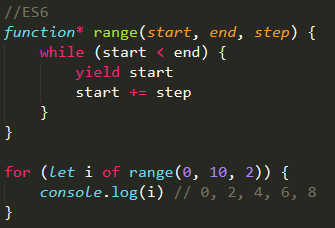 //ES6
function* range(start, end, step) {
    while (start < end) {
        yield start
        start += step
    }
}

for (let i of range(0, 10, 2)) {
    console.log(i) // 0, 2, 4, 6, 8
}